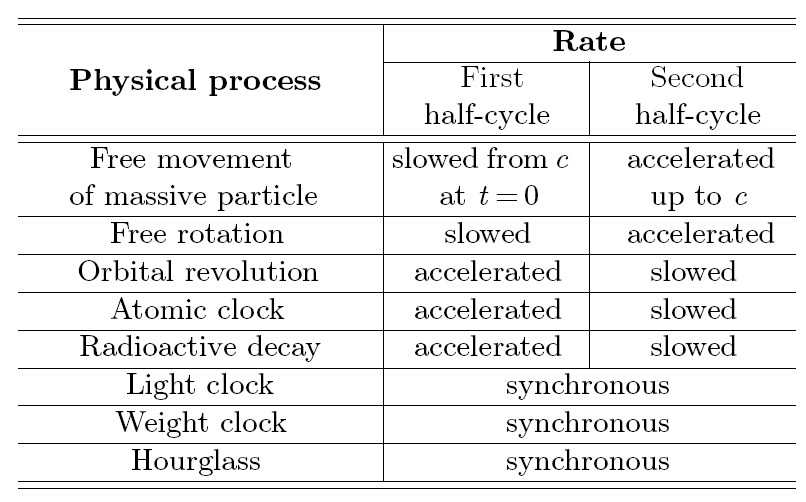 Physical process
Rate
First
half-cycle
Second
half-cycle
Free movement
of massive particle
slowed from c
at t = 0
accelerated
up to c
Free rotation
slowed
accelerated
Orbital revolution
accelerated
slowed
Atomic clock
accelerated
slowed
Radioactive decay
accelerated
slowed
Light clock
synchronous
Weight clock
synchronous
Hourglass
synchronous